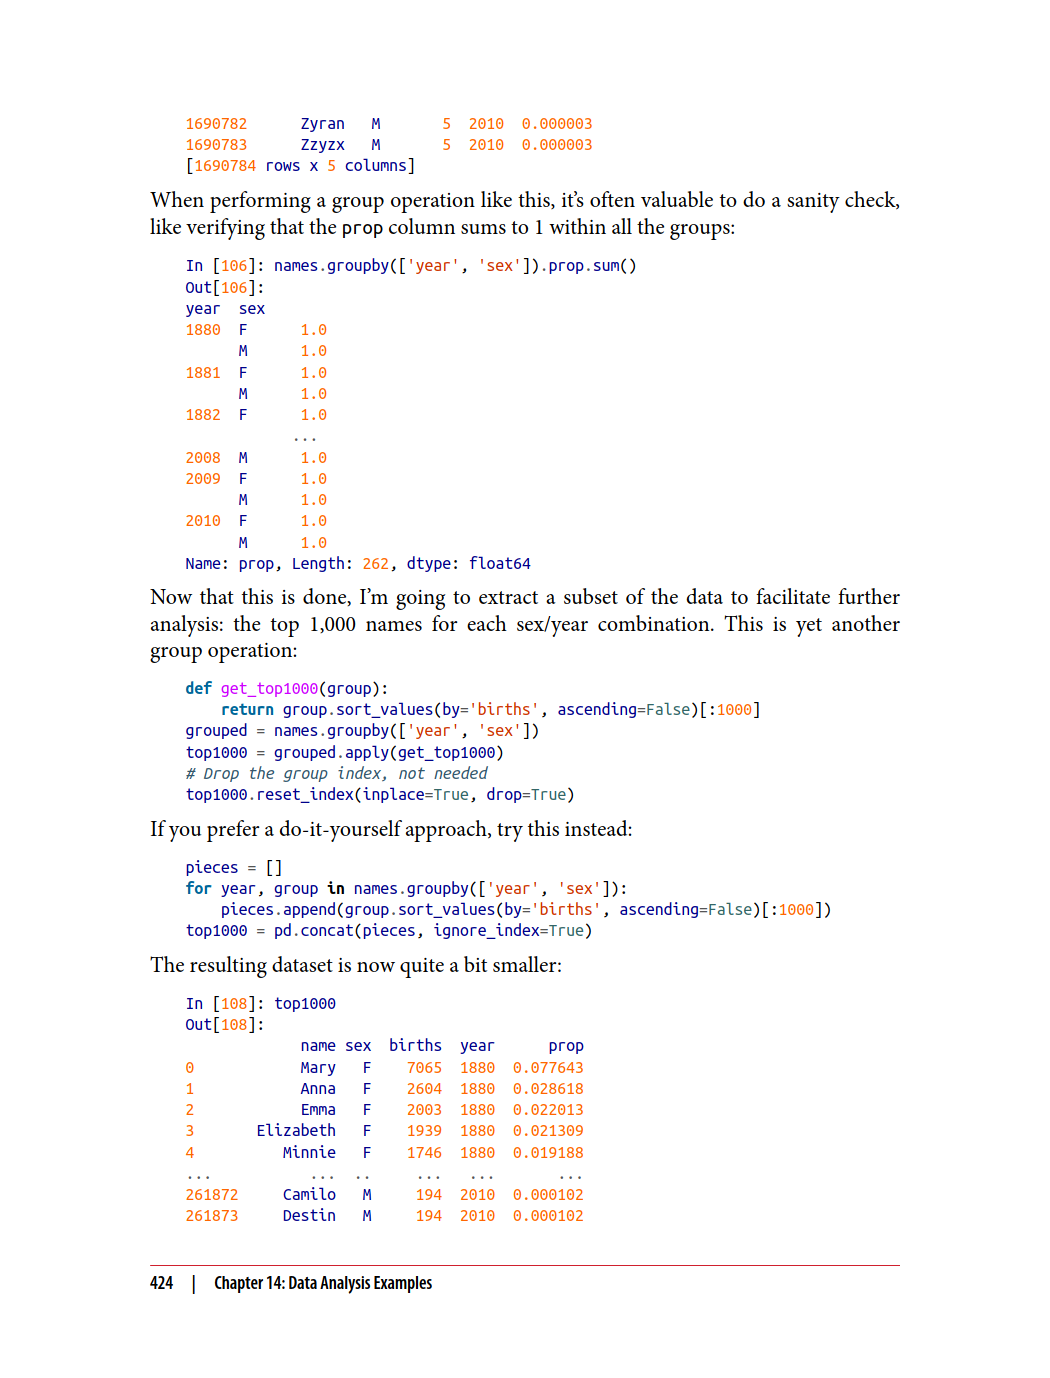 1690782      Zyran   M       5  2010  0.000003
1690783      Zzyzx   M       5  2010  0.000003
[1690784 rows x 5 columns]
When performing a group operation like this, it’s often valuable to do a sanity check,
like verifying that the prop column sums to 1 within all the groups:
In [106]: names.groupby(['year', 'sex']).prop.sum()
Out[106]:
year  sex
1880  F      1.0
      M      1.0
1881  F      1.0
      M      1.0
1882  F      1.0
            ...
2008  M      1.0
2009  F      1.0
      M      1.0
2010  F      1.0
      M      1.0
Name: prop, Length: 262, dtype: float64
Now that this is done, I’m going to extract a subset of the data to facilitate further
analysis: the top 1,000 names for each sex/year combination. This is yet another
group operation:
def get_top1000(group):
    return group.sort_values(by='births', ascending=False)[:1000]
grouped = names.groupby(['year', 'sex'])
top1000 = grouped.apply(get_top1000)
# Drop the group index, not needed
top1000.reset_index(inplace=True, drop=True)
If you prefer a do-it-yourself approach, try this instead:
pieces = []
for year, group in names.groupby(['year', 'sex']):
    pieces.append(group.sort_values(by='births', ascending=False)[:1000])
top1000 = pd.concat(pieces, ignore_index=True)
The resulting dataset is now quite a bit smaller:
In [108]: top1000
Out[108]:
             name sex  births  year      prop
0            Mary   F    7065  1880  0.077643
1            Anna   F    2604  1880  0.028618
2            Emma   F    2003  1880  0.022013
3       Elizabeth   F    1939  1880  0.021309
4          Minnie   F    1746  1880  0.019188
...           ...  ..     ...   ...       ...
261872     Camilo   M     194  2010  0.000102
261873     Destin   M     194  2010  0.000102
424 | Chapter 14: Data Analysis Examples